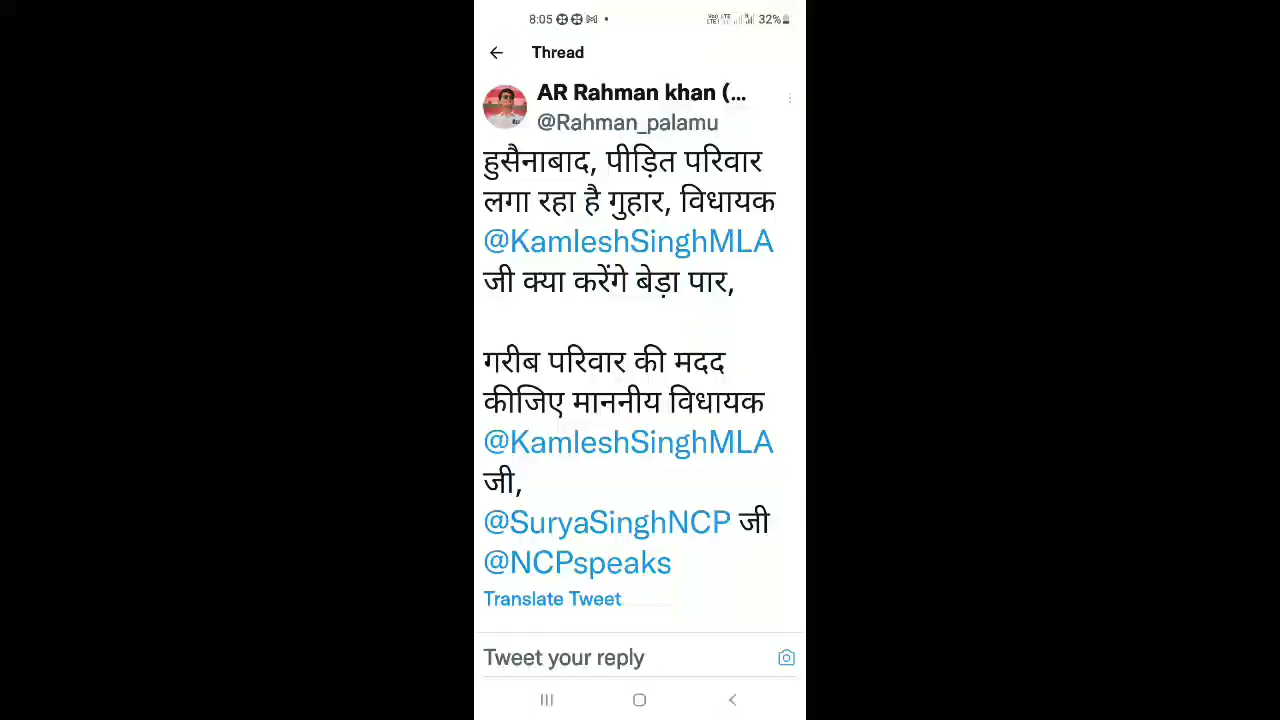 8:05 32%
Thread
AR Rahman khan (...
@Rahman_palamu
हुसैनाबाद, पीड़ित परिवार
लगा रहा है गुहार, विधायक
@KamleshSinghMLA
जी क्या करेंगे बेड़ा पार,
गरीब परिवार की मदद
कीजिए माननीय विधायक
@KamleshSinghMLA
जी,
@SuryaSinghNCP जी
@NCPspeaks
Translate Tweet
Tweet your reply